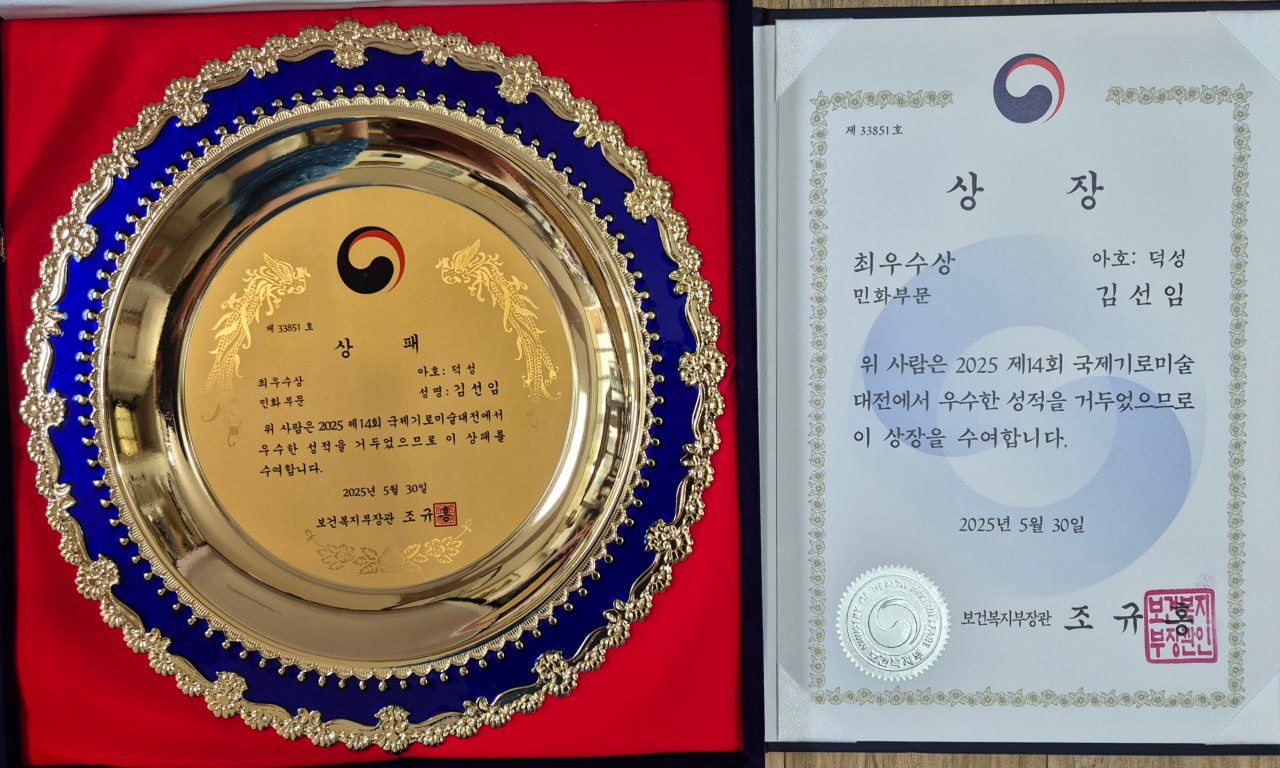 제 33851 호
상 패
최우수상
민화부문
아호: 덕성
성명: 김선임
위 사람은 2025 제14회 국제기로미술대전에서
우수한 성적을 거두었으므로 이 상패를
수여합니다.
2025년 5월 30일
보건복지부장관 조규홍
제 33851 호
상 장
최우수상
민화부문
아호: 덕성
김선임
위 사람은 2025 제14회 국제기로미술
대전에서 우수한 성적을 거두었으므로
이 상장을 수여합니다.
2025년 5월 30일
보건복지부장관 조규홍
보건복지
부장관인
MINISTRY OF HEALTH AND WELFARE